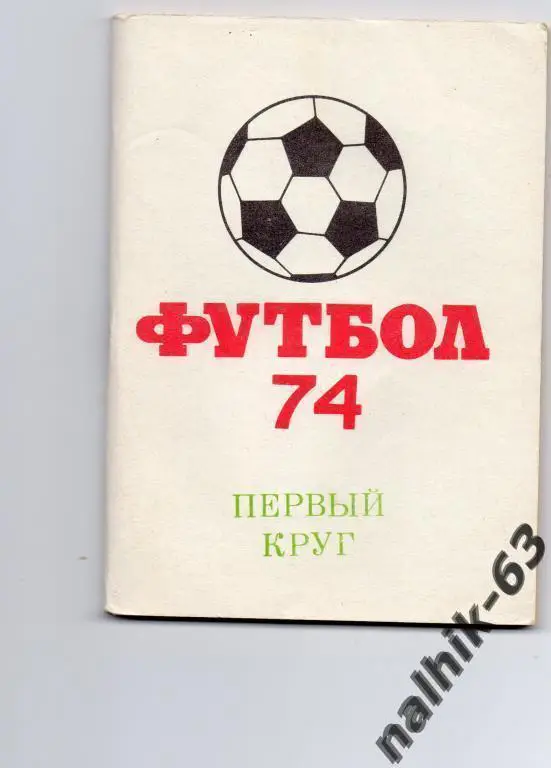 ФУТБОЛ
74
ПЕРВЫЙ
КРУГ
nalhik-63